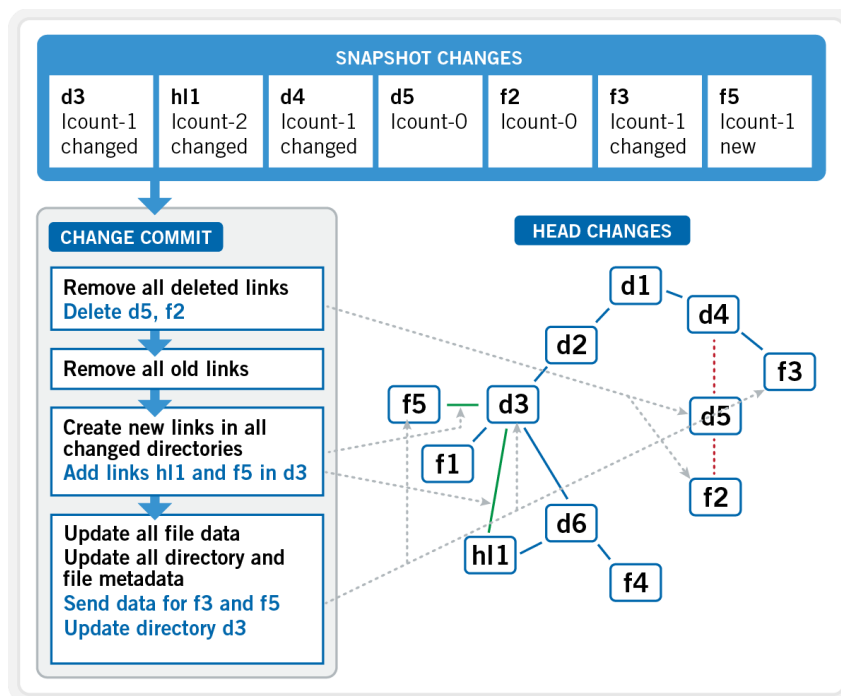 SNAPSHOT CHANGES
d3
lcount-1
changed
hl1
lcount-2
changed
d4
lcount-1
changed
d5
lcount-0
f2
lcount-0
f3
lcount-1
changed
f5
lcount-1
new
CHANGE COMMIT
Remove all deleted links
Delete d5, f2
Remove all old links
Create new links in all
changed directories
Add links hl1 and f5 in d3
Update all file data
Update all directory and
file metadata
Send data for f3 and f5
Update directory d3
HEAD CHANGES
d1
d4
d2
f3
f5
d3
d5
f1
f2
d6
hl1
f4